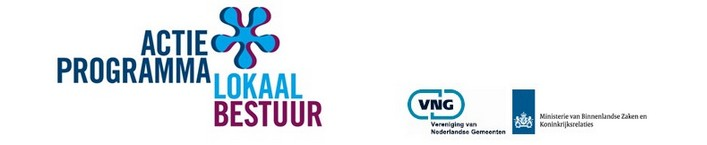 ACTIE
PROGRAMMA
LOKAAL
BESTUUR
VNG
Vereniging van
Nederlandse Gemeenten
Ministerie van Binnenlandse Zaken en
Koninkrijksrelaties